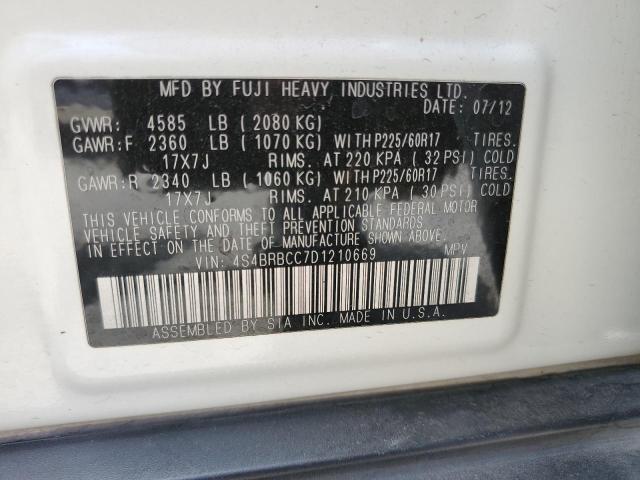 MFD BY FUJI HEAVY INDUSTRIES LTD.
DATE: 07/12
GVWR: 4585 LB (2080 KG)
GAWR:F 2360 LB (1070 KG) WITH P225/60R17 TIRES.
17X7J RIMS. AT 220 KPA (32 PSI) COLD
GAWR:R 2340 LB (1060 KG) WITH P225/60R17 TIRES.
17X7J RIMS. AT 210 KPA (30 PSI) COLD
THIS VEHICLE CONFORMS TO ALL APPLICABLE FEDERAL MOTOR
VEHICLE SAFETY AND THEFT PREVENTION STANDARDS
IN EFFECT ON THE DATE OF MANUFACTURE SHOWN ABOVE.
VIN: 4S4BRBCC7D1210669 MPV
ASSEMBLED BY SIA INC. MADE IN U.S.A.